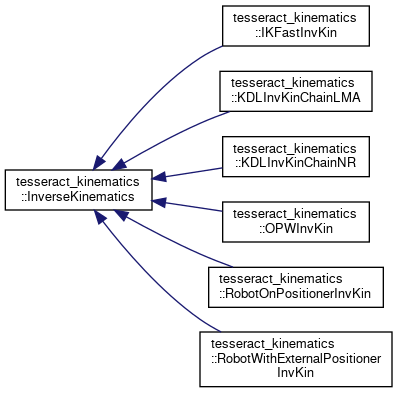 tesseract_kinematics
::IKFastInvKin
tesseract_kinematics
::KDLInvKinChainLMA
tesseract_kinematics
::KDLInvKinChainNR
tesseract_kinematics
::InverseKinematics
tesseract_kinematics
::OPWInvKin
tesseract_kinematics
::RobotOnPositionerInvKin
tesseract_kinematics
::RobotWithExternalPositioner
InvKin